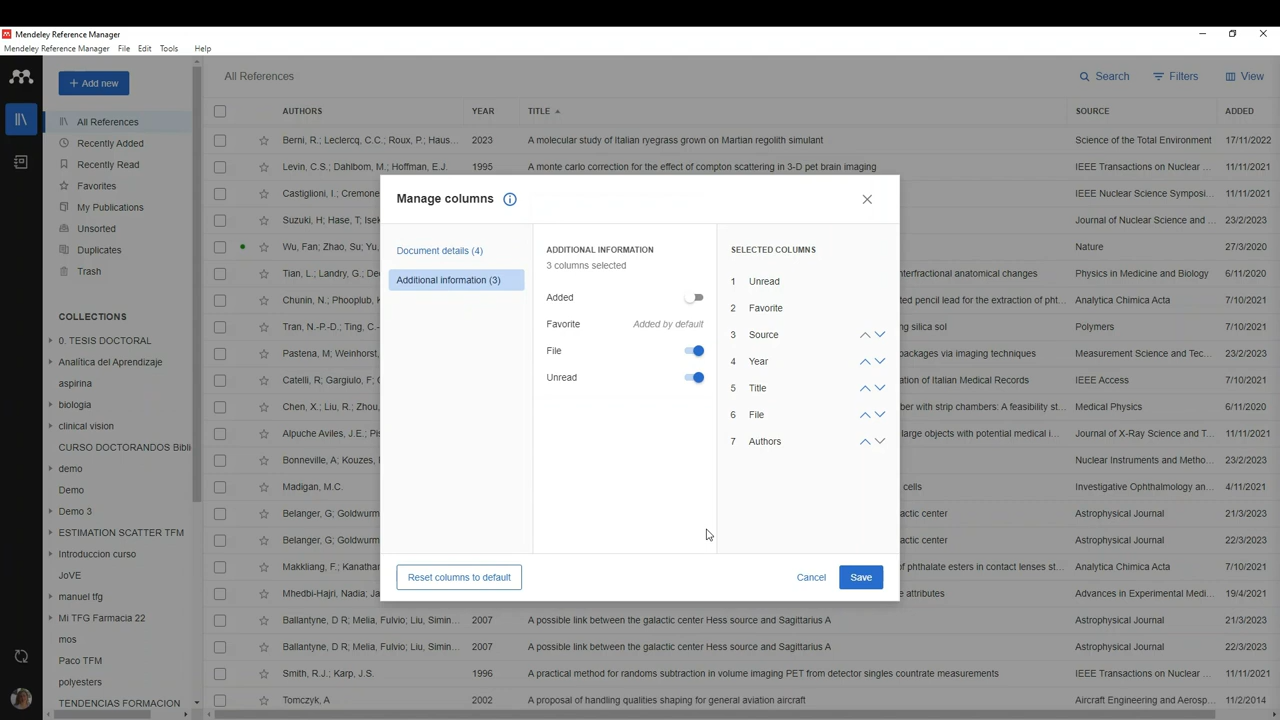 Mendeley Reference Manager
Mendeley Reference Manager File Edit Tools Help
+ Add new
All References
Recently Added
Recently Read
Favorites
My Publications
Unsorted
Duplicates
Trash
COLLECTIONS
0. TESIS DOCTORAL
Analítica del Aprendizaje
aspirina
biologia
clinical vision
CURSO DOCTORANDOS Bibli
demo
Demo
Demo 3
ESTIMATION SCATTER TFM
Introduccion curso
JoVE
manuel tfg
Mi TFG Farmacia 22
mos
Paco TFM
polyesters
TENDENCIAS FORMACION
All References Search Filters View
AUTHORS YEAR TITLE SOURCE ADDED
Berni, R.; Leclercq, C.C.; Roux, P.; Haus... 2023 A molecular study of Italian ryegrass grown on Martian regolith simulant Science of the Total Environment 17/11/2022
Levin, C.S.; Dahlbom, M.; Hoffman, E.J. 1995 A monte carlo correction for the effect of compton scattering in 3-D pet brain imaging IEEE Transactions on Nuclear ... 11/11/2021
Castiglioni, I.; Cremone IEEE Nuclear Science Symposi... 11/11/2021
Suzuki, H; Hase, T; Isek Journal of Nuclear Science and ... 23/2/2023
Wu, Fan; Zhao, Su; Yu, Nature 27/3/2020
Tian, L.; Landry, G.; De interfractional anatomical changes Physics in Medicine and Biology 6/11/2020
Chunin, N.; Phooplub, K ted pencil lead for the extraction of pht... Analytica Chimica Acta 7/10/2021
Tran, N.-P.-D.; Ting, C.- ng silica sol Polymers 7/10/2021
Pastena, M; Weinhorst, packages via imaging techniques Measurement Science and Tec... 23/2/2023
Catelli, R; Gargiulo, F; C ation of Italian Medical Records IEEE Access 7/10/2021
Chen, X.; Liu, R.; Zhou, ber with strip chambers: A feasibility st... Medical Physics 6/11/2020
Alpuche Aviles, J.E.; Pis large objects with potential medical i... Journal of X-Ray Science and T... 11/11/2021
Bonneville, A; Kouzes, Nuclear Instruments and Metho... 23/2/2023
Madigan, M.C. cells Investigative Ophthalmology an... 4/11/2021
Belanger, G; Goldwurm actic center Astrophysical Journal 21/3/2023
Belanger, G; Goldwurm actic center Astrophysical Journal 22/3/2023
Makkliang, F.; Kanathar of phthalate esters in contact lenses st... Analytica Chimica Acta 7/10/2021
Mhedbi-Hajri, Nadia; Ja e attributes Advances in Experimental Medi... 19/4/2021
Ballantyne, D R; Melia, Fulvio; Liu, Simin... 2007 A possible link between the galactic center Hess source and Sagittarius A Astrophysical Journal 21/3/2023
Ballantyne, D R; Melia, Fulvio; Liu, Simin... 2007 A possible link between the galactic center Hess source and Sagittarius A Astrophysical Journal 22/3/2023
Smith, R.J.; Karp, J.S. 1996 A practical method for randoms subtraction in volume imaging PET from detector singles countrate measurements IEEE Transactions on Nuclear ... 11/11/2021
Tomczyk, A 2002 A proposal of handling qualities shaping for general aviation aircraft Aircraft Engineering and Aerosp... 11/2/2014
Manage columns
Document details (4)
Additional information (3)
ADDITIONAL INFORMATION
3 columns selected
Added
Favorite Added by default
File
Unread
SELECTED COLUMNS
1 Unread
2 Favorite
3 Source
4 Year
5 Title
6 File
7 Authors
Reset columns to default Cancel Save